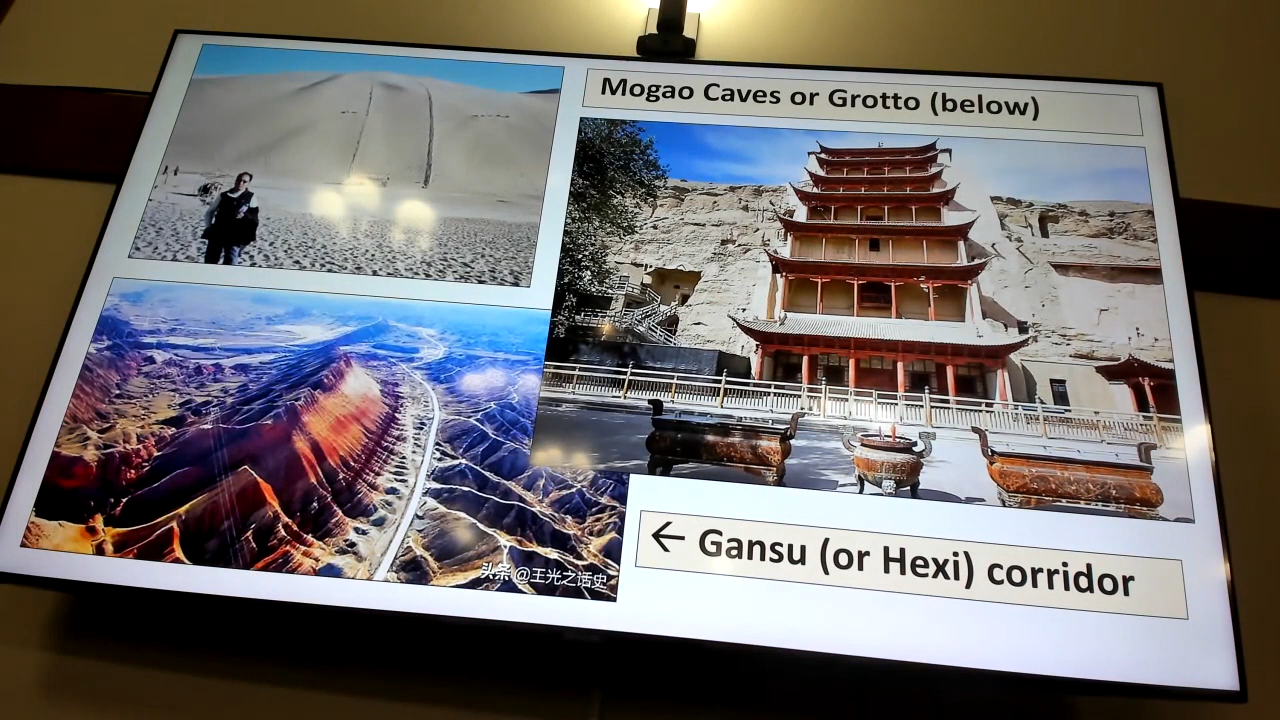 Mogao Caves or Grotto (below)
← Gansu (or Hexi) corridor
头条 @王光之话史